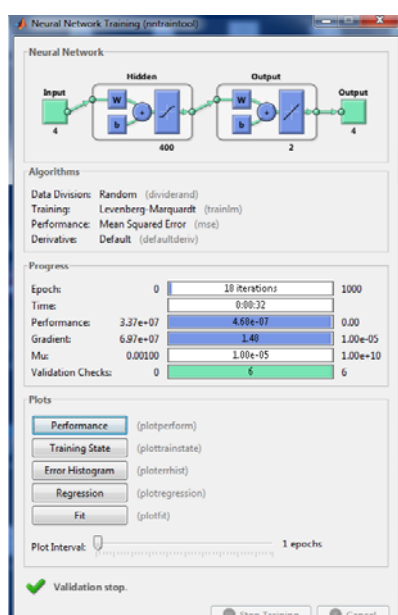 Neural Network Training (nntraintool)
Neural Network
Hidden Output
Input Output
W W
+ +
b b
4 4
400 2
Algorithms
Data Division: Random (dividerand)
Training: Levenberg-Marquardt (trainlm)
Performance: Mean Squared Error (mse)
Derivative: Default (defaultderiv)
Progress
Epoch: 0 18 iterations 1000
Time: 0:00:32
Performance: 3.37e+07 4.60e-07 0.00
Gradient: 6.97e+07 1.48 1.00e-05
Mu: 0.00100 1.00e-05 1.00e+10
Validation Checks: 0 6 6
Plots
Performance (plotperform)
Training State (plottrainstate)
Error Histogram (ploterrhist)
Regression (plotregression)
Fit (plotfit)
Plot Interval: 1 epochs
Validation stop.
Stop Training Cancel